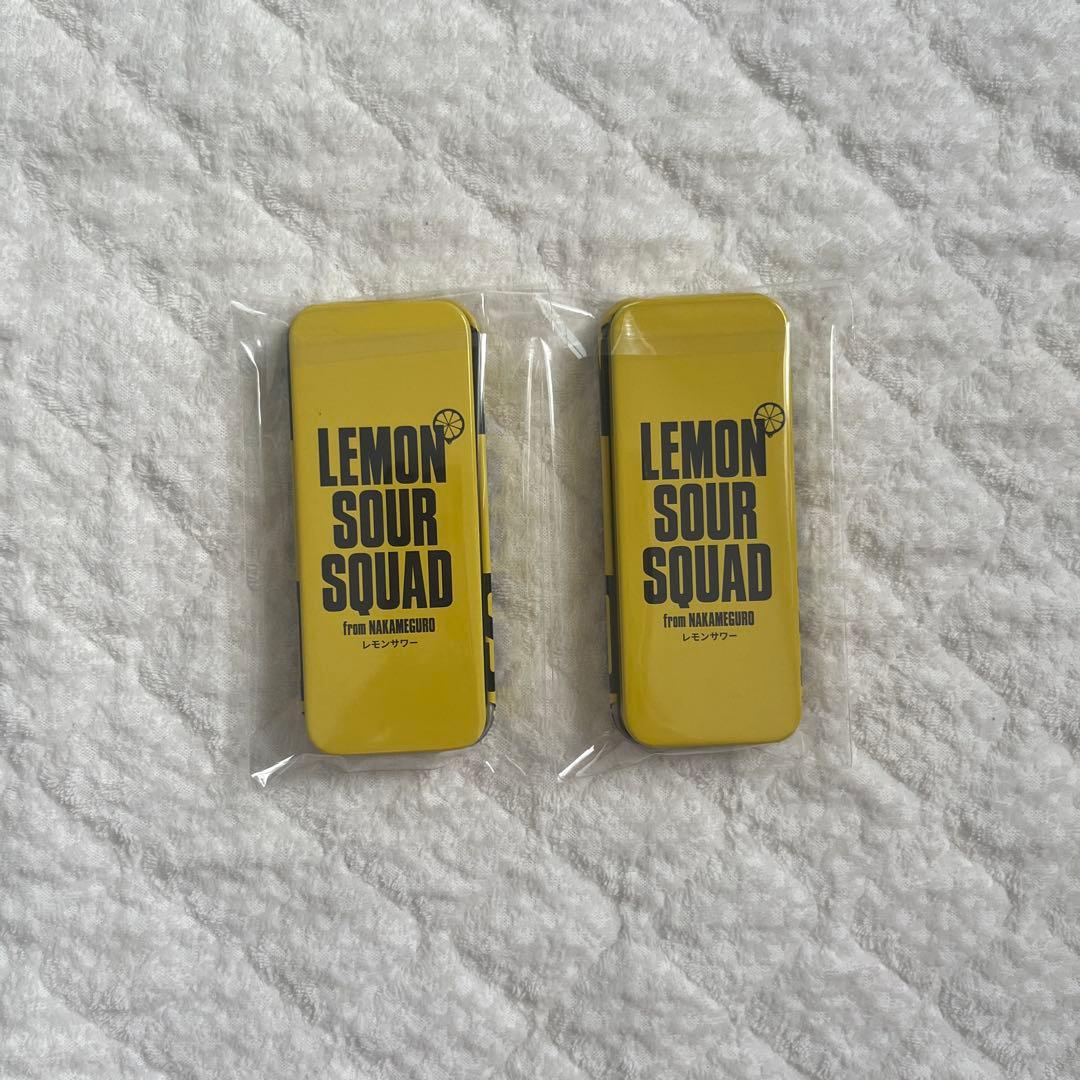 LEMON
SOUR
SQUAD
from NAKAMEGURO
レモンサワー
LEMON
SOUR
SQUAD
from NAKAMEGURO
レモンサワー